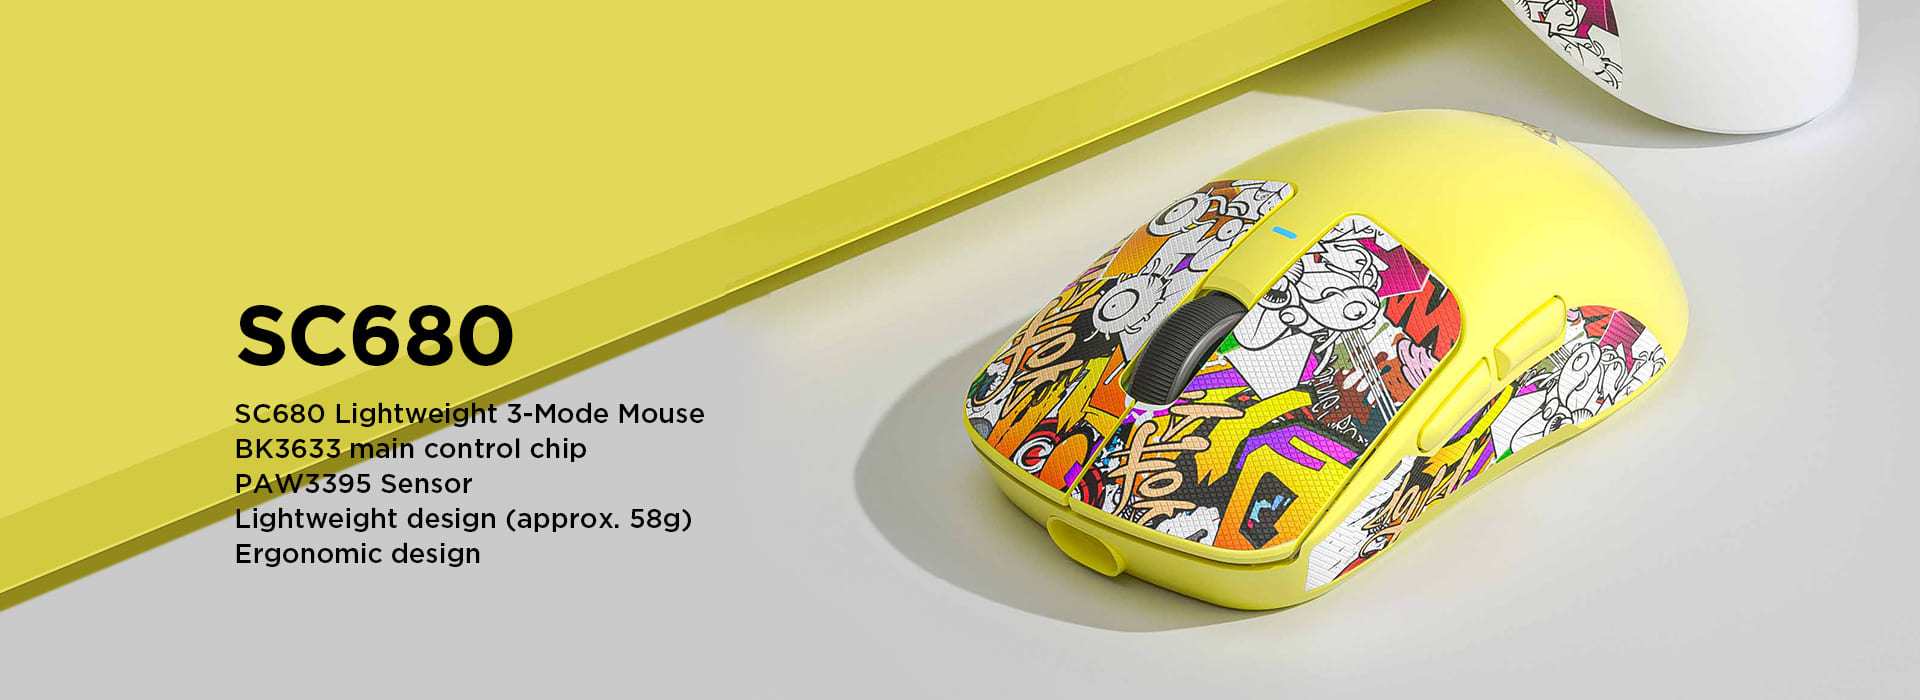 SC680
SC680 Lightweight 3-Mode Mouse
BK3633 main control chip
PAW3395 Sensor
Lightweight design (approx. 58g)
Ergonomic design